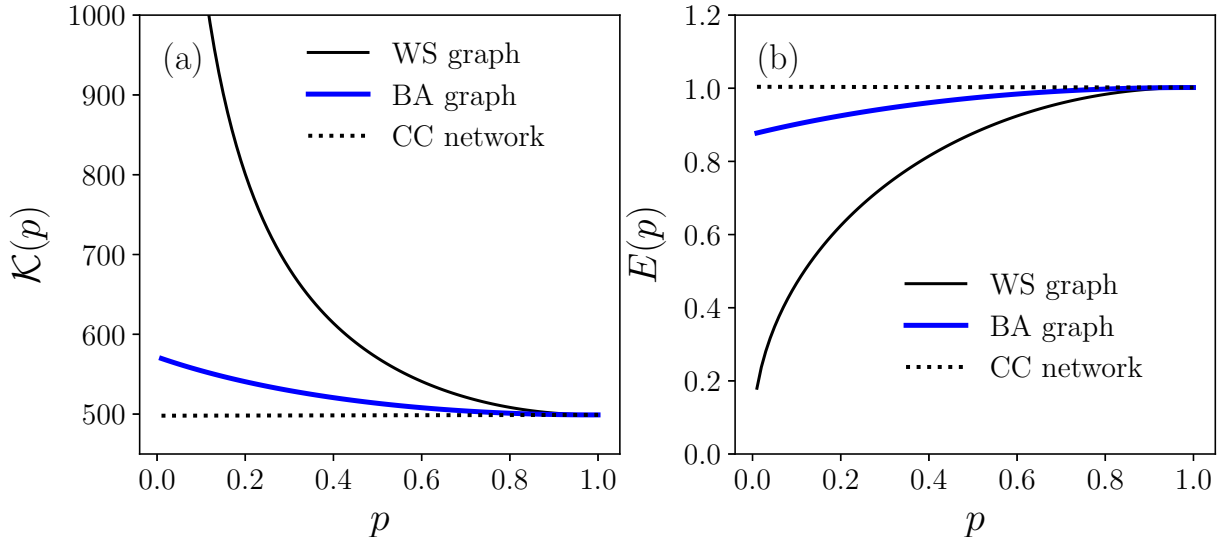 1000
900
800
700
600
500
0.0 0.2 0.4 0.6 0.8 1.0
p
𝒦(p)
(a)
WS graph
BA graph
CC network
1.2
1.0
0.8
0.6
0.4
0.2
0.0
0.0 0.2 0.4 0.6 0.8 1.0
p
E(p)
(b)
WS graph
BA graph
CC network